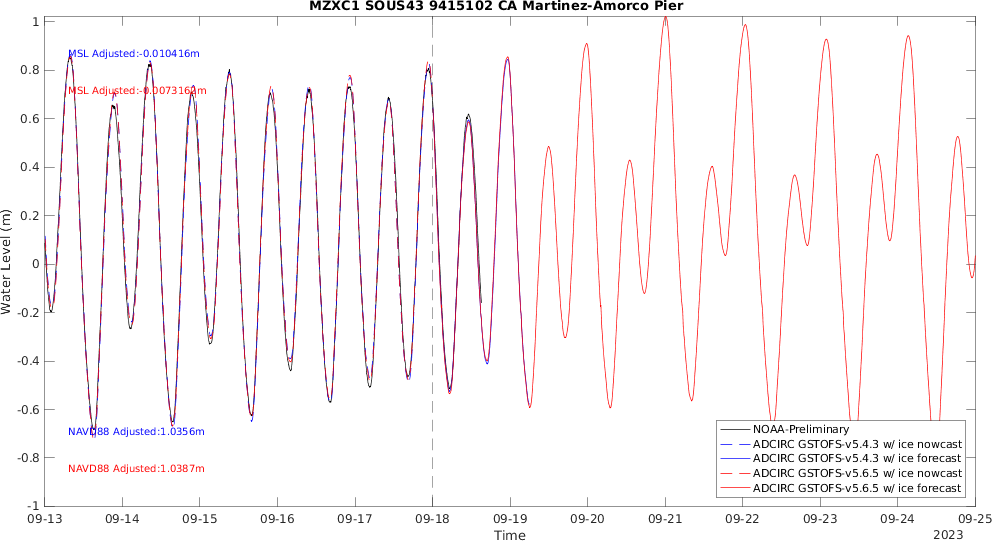 MZXC1 SOUS43 9415102 CA Martinez-Amorco Pier
1
0.8
0.6
0.4
0.2
0
-0.2
-0.4
-0.6
-0.8
-1
Water Level (m)
MSL Adjusted:-0.010416m
MSL Adjusted:-0.0073162m
NAVD88 Adjusted:1.0356m
NAVD88 Adjusted:1.0387m
NOAA-Preliminary
ADCIRC GSTOFS-v5.4.3 w/ ice nowcast
ADCIRC GSTOFS-v5.4.3 w/ ice forecast
ADCIRC GSTOFS-v5.6.5 w/ ice nowcast
ADCIRC GSTOFS-v5.6.5 w/ ice forecast
09-13 09-14 09-15 09-16 09-17 09-18 09-19 09-20 09-21 09-22 09-23 09-24 09-25
Time
2023